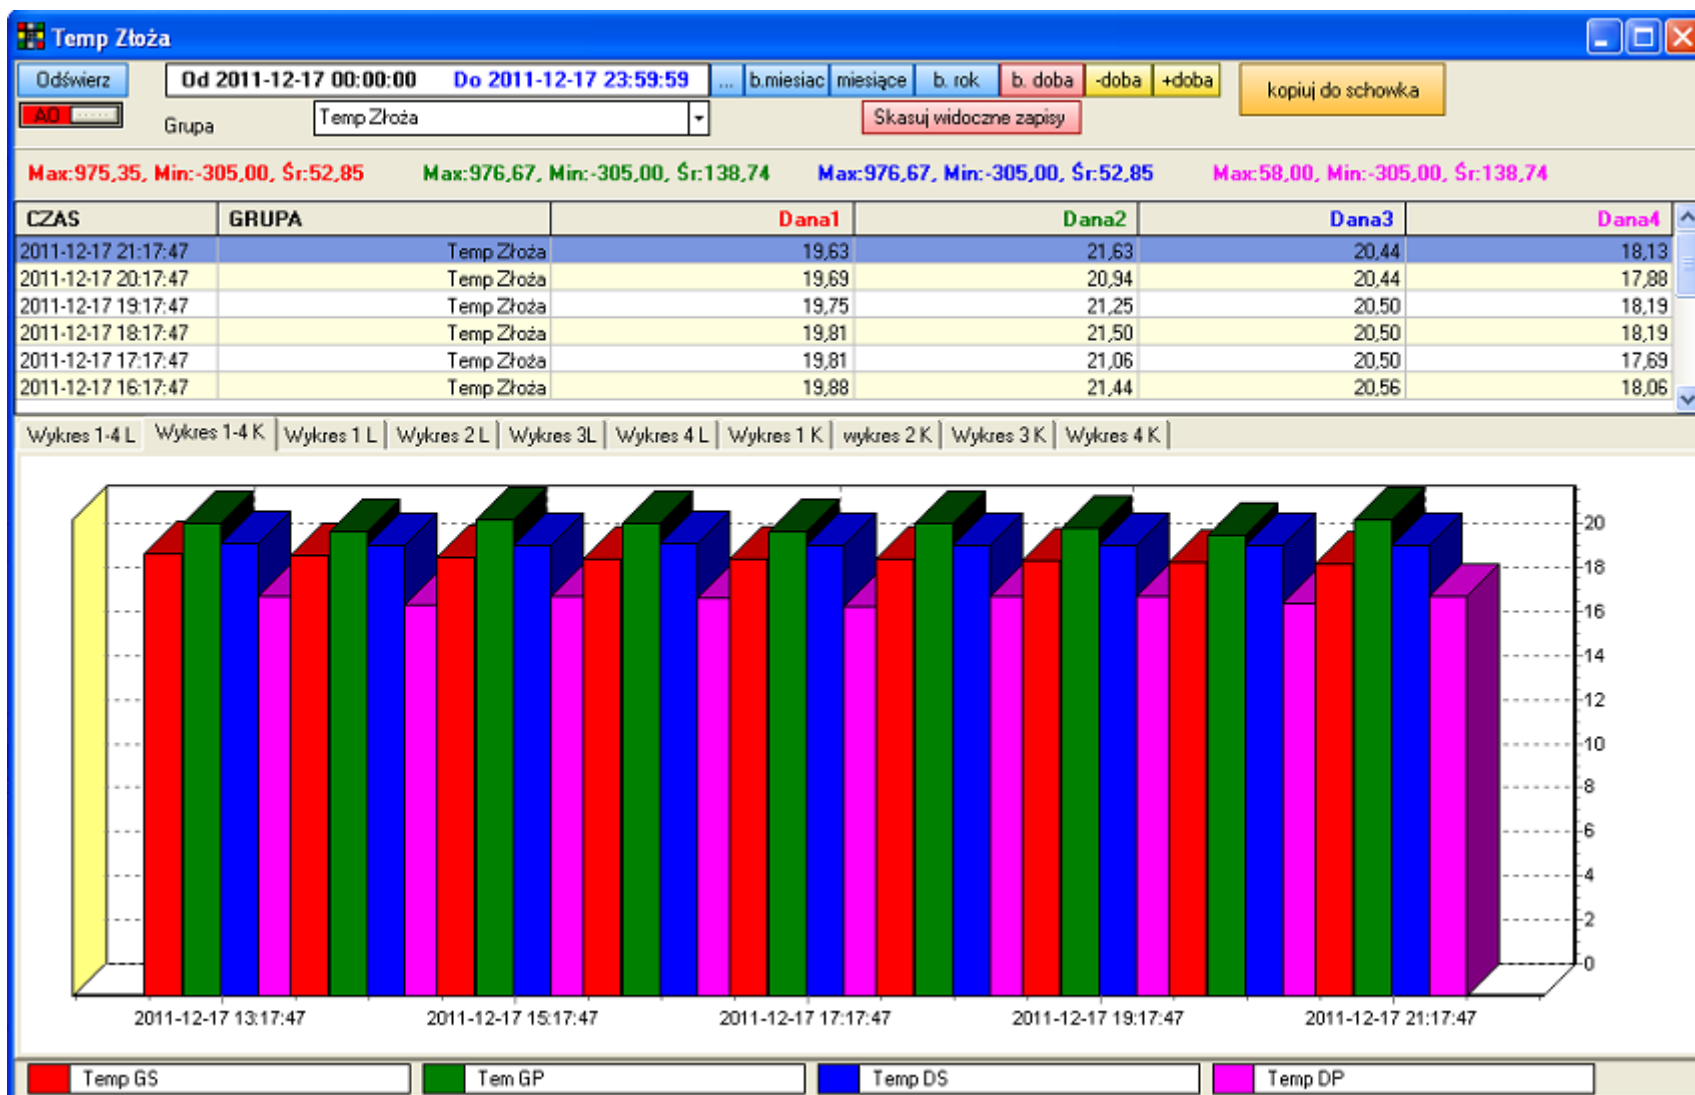 Temp Złoża
Odświerz Od 2011-12-17 00:00:00 Do 2011-12-17 23:59:59 ... b.miesiac miesiące b. rok b. doba -doba +doba kopiuj do schowka
AO Grupa Temp Złoża Skasuj widoczne zapisy
Max:975,35, Min:-305,00, Śr:52,85 Max:976,67, Min:-305,00, Śr:138,74 Max:976,67, Min:-305,00, Śr:52,85 Max:58,00, Min:-305,00, Śr:138,74
CZAS GRUPA Dana1 Dana2 Dana3 Dana4
2011-12-17 21:17:47 Temp Złoża 19,63 21,63 20,44 18,13
2011-12-17 20:17:47 Temp Złoża 19,69 20,94 20,44 17,88
2011-12-17 19:17:47 Temp Złoża 19,75 21,25 20,50 18,19
2011-12-17 18:17:47 Temp Złoża 19,81 21,50 20,50 18,19
2011-12-17 17:17:47 Temp Złoża 19,81 21,06 20,50 17,69
2011-12-17 16:17:47 Temp Złoża 19,88 21,44 20,56 18,06
Wykres 1-4 L Wykres 1-4 K Wykres 1 L Wykres 2 L Wykres 3L Wykres 4 L Wykres 1 K wykres 2 K Wykres 3 K Wykres 4 K
20
18
16
14
12
10
8
6
4
2
0
2011-12-17 13:17:47 2011-12-17 15:17:47 2011-12-17 17:17:47 2011-12-17 19:17:47 2011-12-17 21:17:47
Temp GS Tem GP Temp DS Temp DP